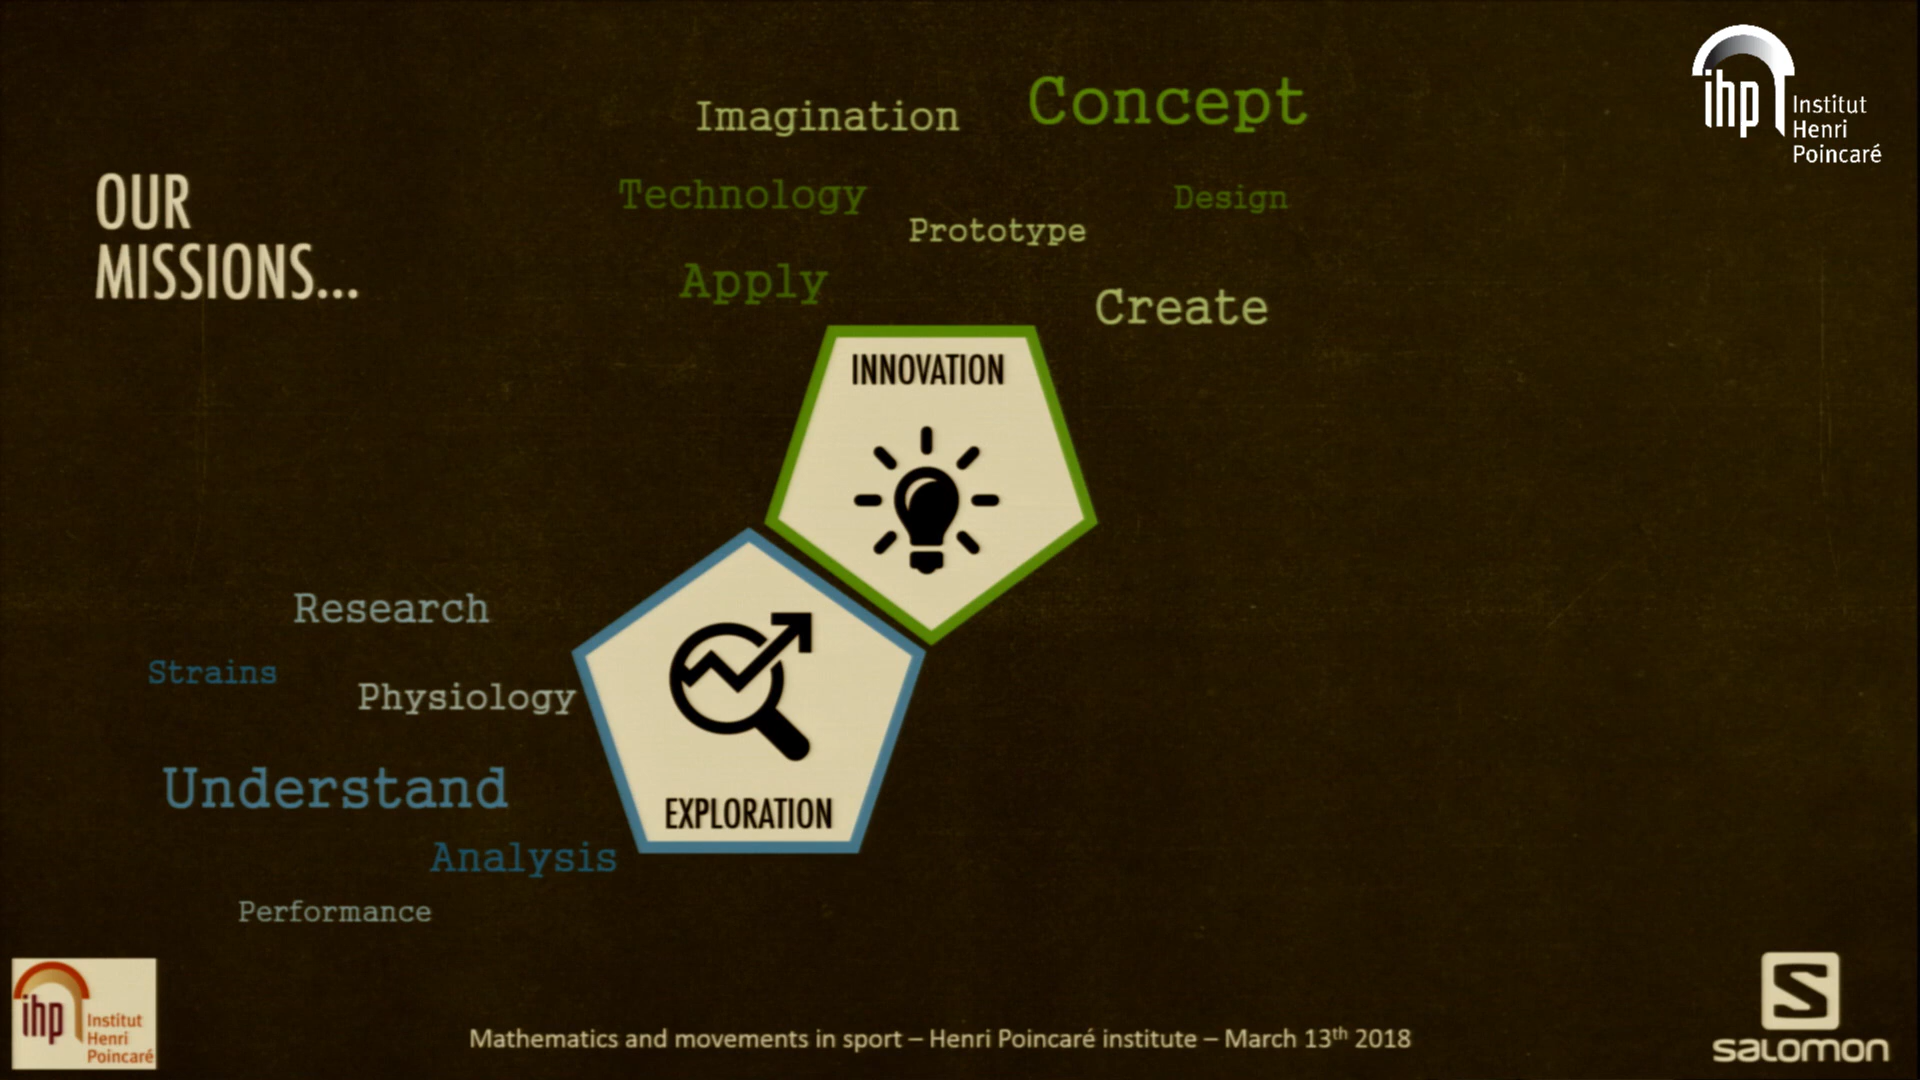 Imagination
Concept
ihp
Institut
Henri
Poincaré
OUR
MISSIONS...
Technology
Design
Prototype
Apply
Create
INNOVATION
Research
Strains
Physiology
Understand
EXPLORATION
Analysis
Performance
ihp
Institut
Henri
Poincaré
Mathematics and movements in sport – Henri Poincaré institute – March 13th 2018
S
salomon